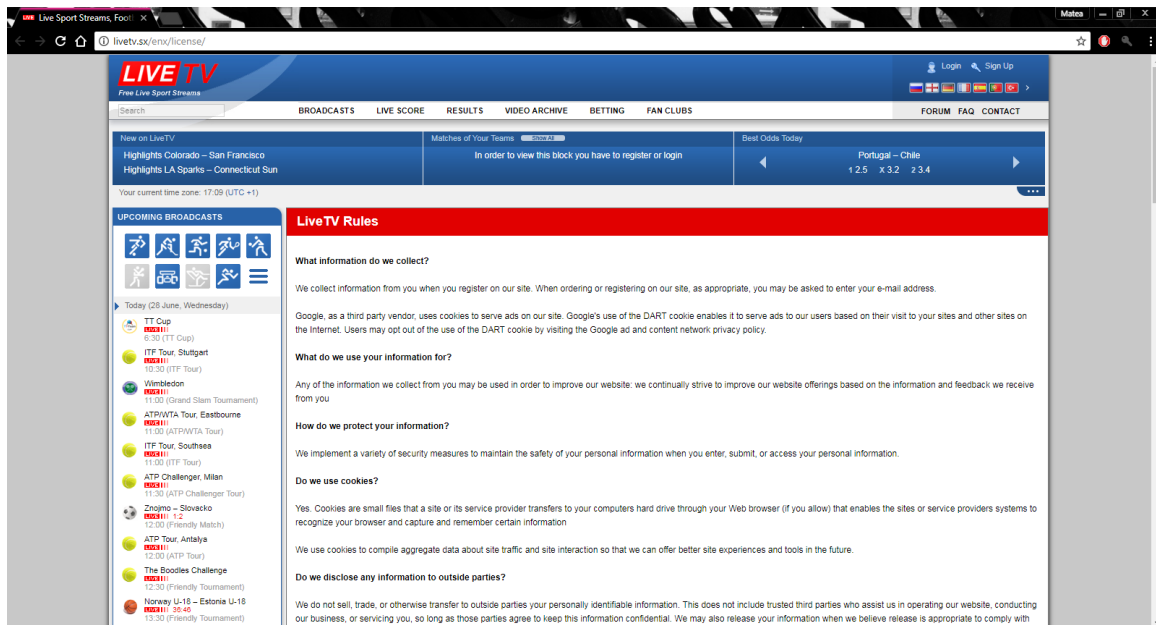 Live Sport Streams, Foot
Matea
livetv.sx/enx/license/
LIVE TV
Free Live Sport Streams
Login
Sign Up
Search
BROADCASTS LIVE SCORE RESULTS VIDEO ARCHIVE BETTING FAN CLUBS
FORUM FAQ CONTACT
New on LiveTV
Highlights Colorado – San Francisco
Highlights LA Sparks – Connecticut Sun
Matches of Your Teams Show All
In order to view this block you have to register or login
Best Odds Today
Portugal – Chile
1 2.5 X 3.2 2 3.4
Your current time zone: 17:09 (UTC +1)
UPCOMING BROADCASTS
Today (28 June, Wednesday)
TT Cup
LIVE
6:30 (TT Cup)
ITF Tour, Stuttgart
LIVE
10:30 (ITF Tour)
Wimbledon
LIVE
11:00 (Grand Slam Tournament)
ATP/WTA Tour, Eastbourne
LIVE
11:00 (ATP/WTA Tour)
ITF Tour, Southsea
LIVE
11:00 (ITF Tour)
ATP Challenger, Milan
LIVE
11:30 (ATP Challenger Tour)
Znojmo – Slovacko
LIVE 1:2
12:00 (Friendly Match)
ATP Tour, Antalya
LIVE
12:00 (ATP Tour)
The Boodles Challenge
LIVE
12:30 (Friendly Tournament)
Norway U-18 – Estonia U-18
LIVE 36:46
13:30 (Friendly Tournament)
LiveTV Rules
What information do we collect?
We collect information from you when you register on our site. When ordering or registering on our site, as appropriate, you may be asked to enter your e-mail address.
Google, as a third party vendor, uses cookies to serve ads on our site. Google's use of the DART cookie enables it to serve ads to our users based on their visit to your sites and other sites on
the Internet. Users may opt out of the use of the DART cookie by visiting the Google ad and content network privacy policy.
What do we use your information for?
Any of the information we collect from you may be used in order to improve our website: we continually strive to improve our website offerings based on the information and feedback we receive
from you
How do we protect your information?
We implement a variety of security measures to maintain the safety of your personal information when you enter, submit, or access your personal information.
Do we use cookies?
Yes. Cookies are small files that a site or its service provider transfers to your computers hard drive through your Web browser (if you allow) that enables the sites or service providers systems to
recognize your browser and capture and remember certain information
We use cookies to compile aggregate data about site traffic and site interaction so that we can offer better site experiences and tools in the future.
Do we disclose any information to outside parties?
We do not sell, trade, or otherwise transfer to outside parties your personally identifiable information. This does not include trusted third parties who assist us in operating our website, conducting
our business, or servicing you, so long as those parties agree to keep this information confidential. We may also release your information when we believe release is appropriate to comply with